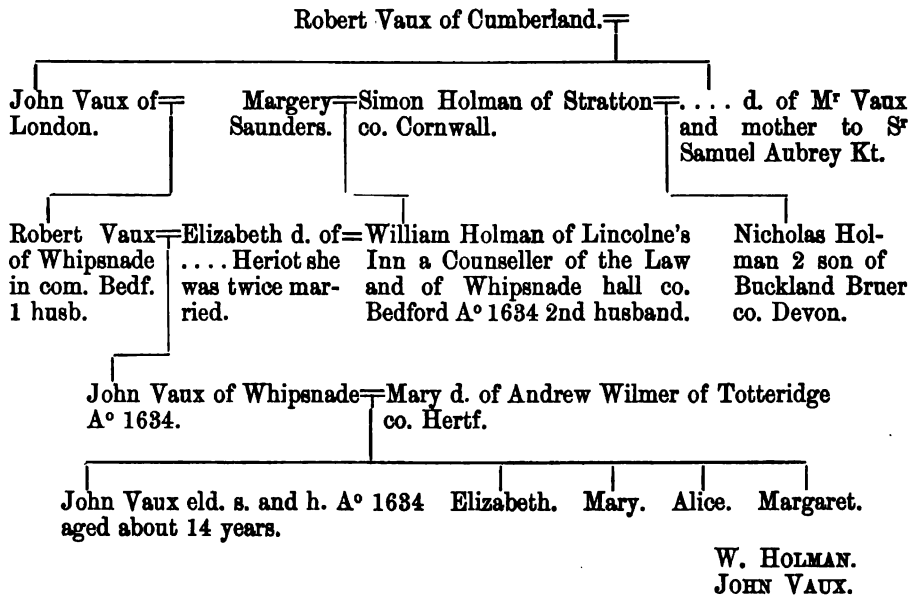 Robert Vaux of Cumberland.=
John Vaux of=
London.
Margery=Simon Holman of Stratton=. . . . d. of Mr Vaux
Saunders. co. Cornwall. and mother to Sr
Samuel Aubrey Kt.
Robert Vaux=Elizabeth d. of=William Holman of Lincolne's
of Whipsnade . . . . Heriot she Inn a Counseller of the Law
in com. Bedf. was twice mar- and of Whipsnade hall co.
1 husb. ried. Bedford Ao 1634 2nd husband.
Nicholas Hol-
man 2 son of
Buckland Bruer
co. Devon.
John Vaux of Whipsnade=Mary d. of Andrew Wilmer of Totteridge
Ao 1634. co. Hertf.
John Vaux eld. s. and h. Ao 1634 Elizabeth. Mary. Alice. Margaret.
aged about 14 years.
W. HOLMAN.
JOHN VAUX.